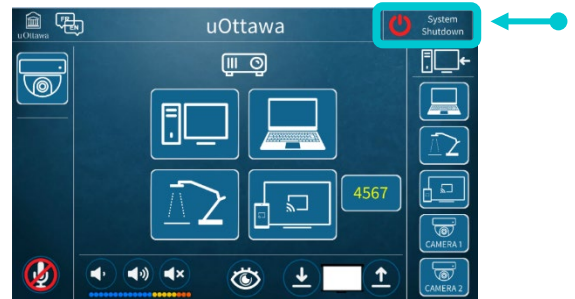 uOttawa
FR
EN
uOttawa
System
Shutdown
4567
CAMERA 1
CAMERA 2